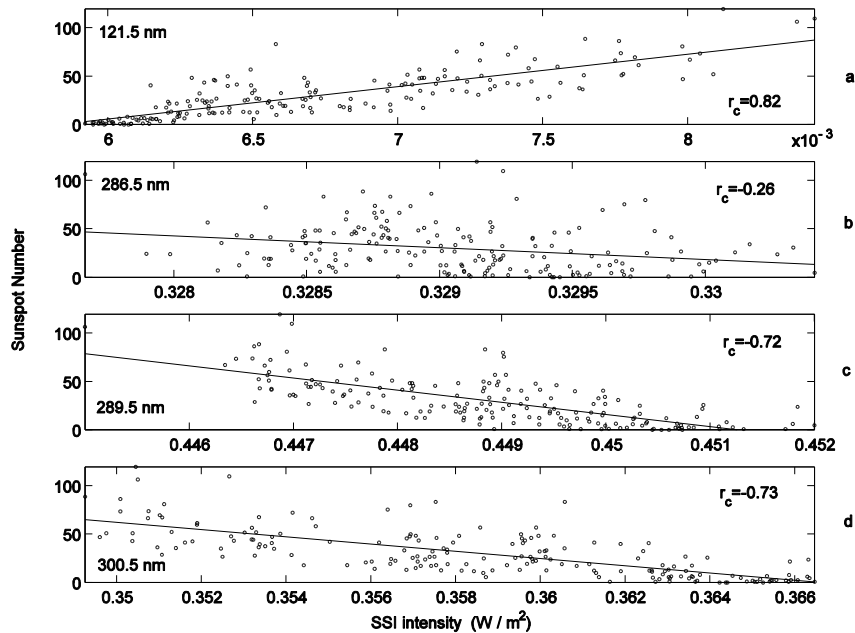 121.5 nm
120
100
50
0
r_c=0.82
a
6
6.5
7
7.5
8
x10^-3
286.5 nm
100
50
0
r_c=-0.26
b
0.328
0.3285
0.329
0.3295
0.33
Sunspot Number
100
50
0
r_c=-0.72
c
289.5 nm
0.446
0.447
0.448
0.449
0.45
0.451
0.452
100
50
0
r_c=-0.73
d
300.5 nm
0.35
0.352
0.354
0.356
0.358
0.36
0.362
0.364
0.366
SSI intensity (W / m²)